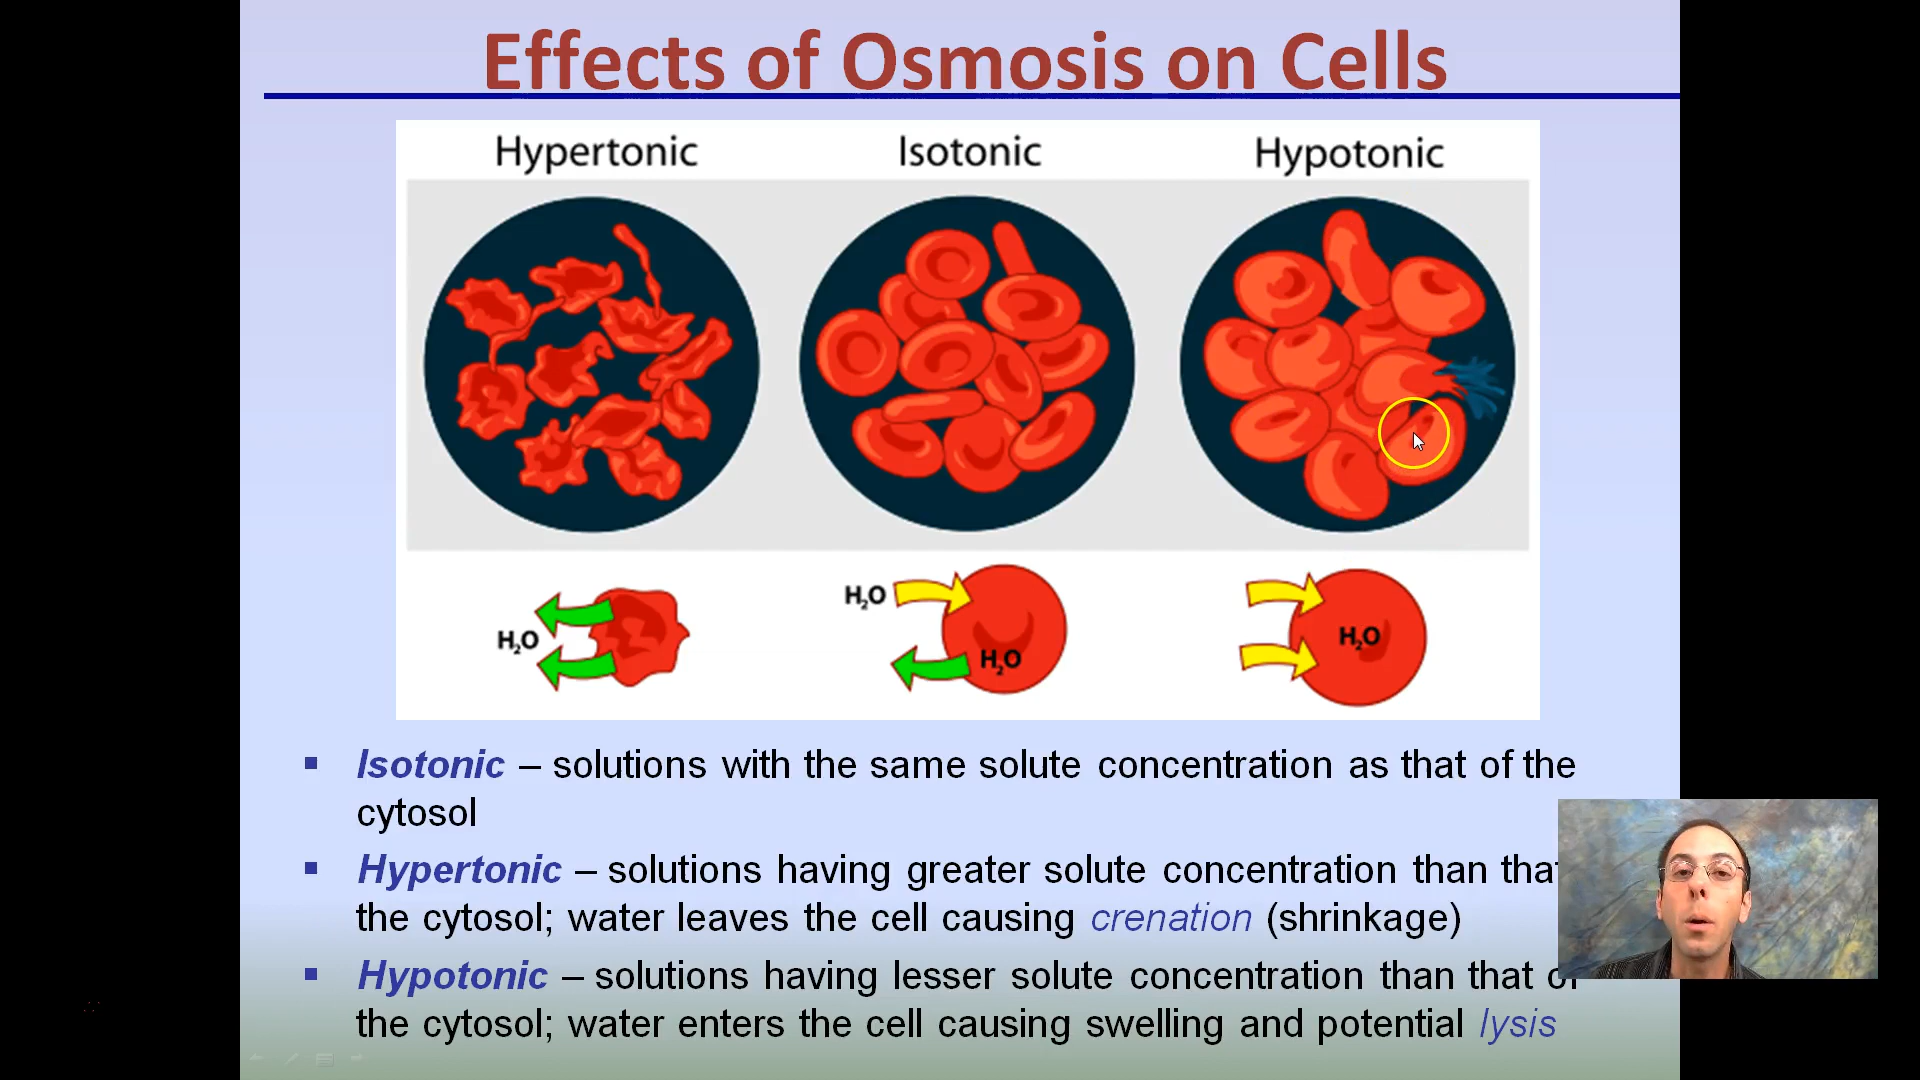 Effects of Osmosis on Cells
Hypertonic
Isotonic
Hypotonic
H₂O
H₂O
H₂O
H₂O
▪ Isotonic – solutions with the same solute concentration as that of the
cytosol
▪ Hypertonic – solutions having greater solute concentration than that
the cytosol; water leaves the cell causing crenation (shrinkage)
▪ Hypotonic – solutions having lesser solute concentration than that of
the cytosol; water enters the cell causing swelling and potential lysis